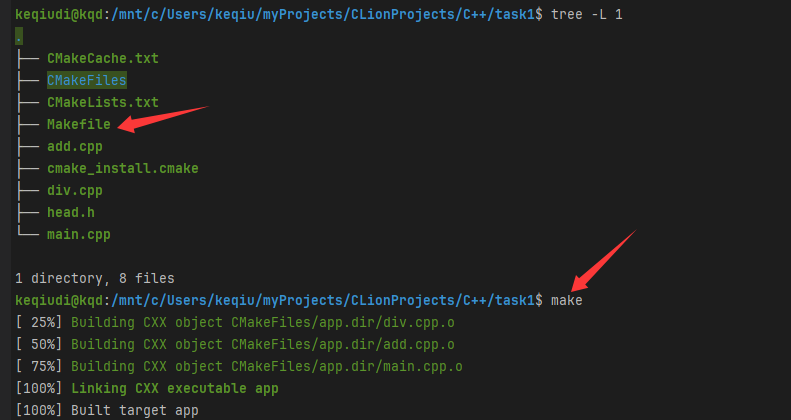 keqiudi@kqd:/mnt/c/Users/keqiu/myProjects/CLionProjects/C++/task1$ tree -L 1
.
├── CMakeCache.txt
├── CMakeFiles
├── CMakeLists.txt
├── Makefile
├── add.cpp
├── cmake_install.cmake
├── div.cpp
├── head.h
└── main.cpp
1 directory, 8 files
keqiudi@kqd:/mnt/c/Users/keqiu/myProjects/CLionProjects/C++/task1$ make
[ 25%] Building CXX object CMakeFiles/app.dir/div.cpp.o
[ 50%] Building CXX object CMakeFiles/app.dir/add.cpp.o
[ 75%] Building CXX object CMakeFiles/app.dir/main.cpp.o
[100%] Linking CXX executable app
[100%] Built target app